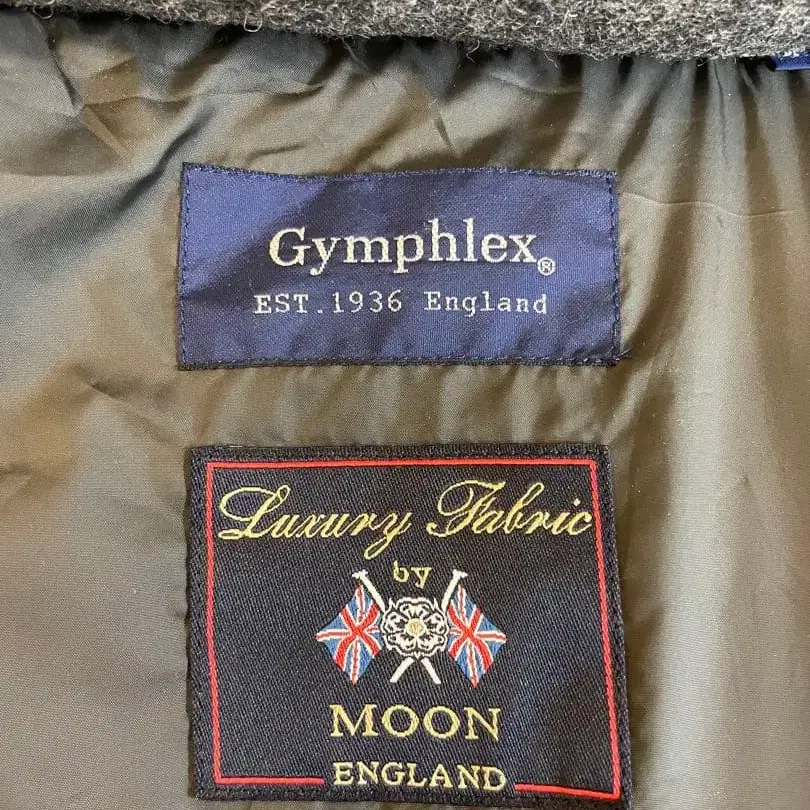 Gymphlex®
EST.1936 England
Luxury Fabric
by
MOON
ENGLAND